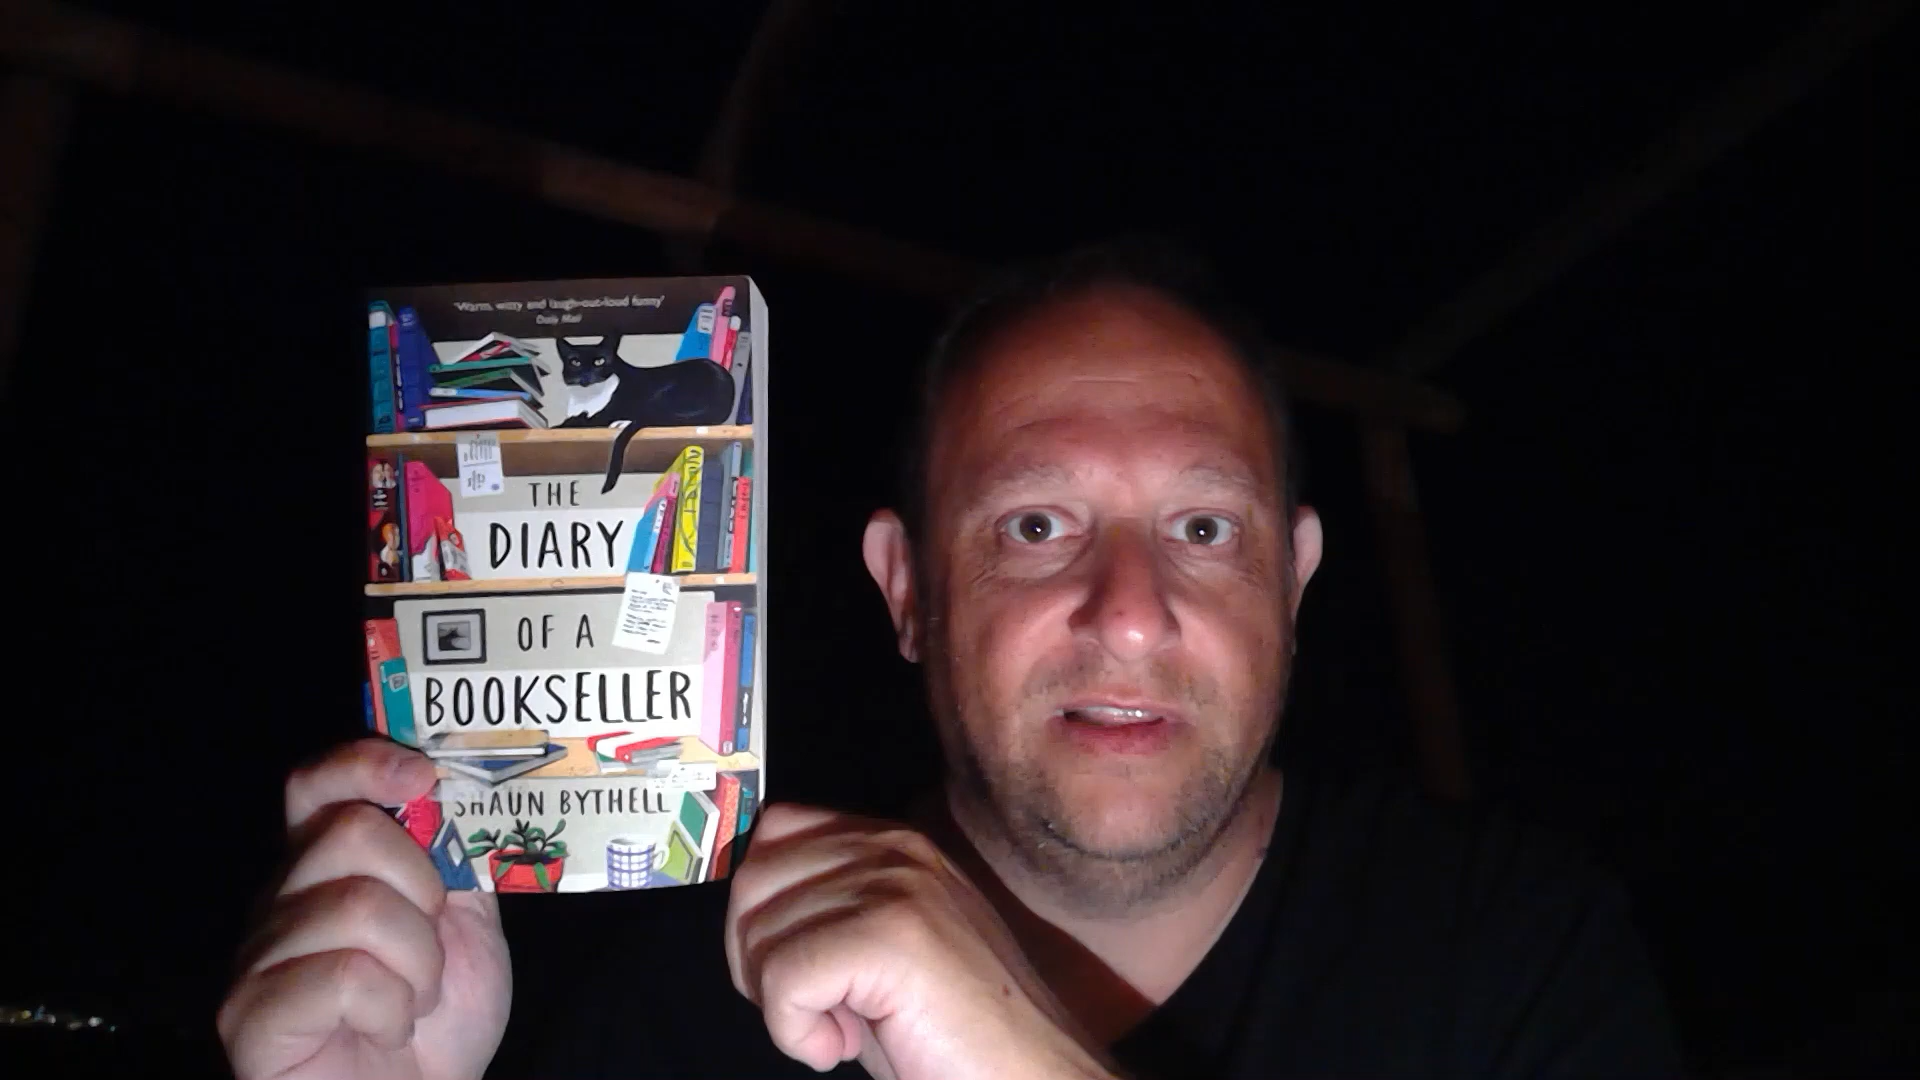 'Warm, witty and laugh-out-loud funny'
Daily Mail
THE
DIARY
OF A
BOOKSELLER
SHAUN BYTHELL